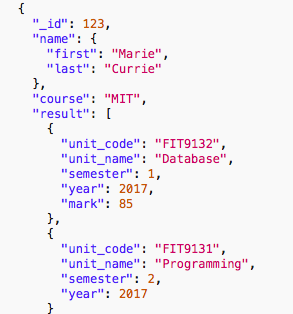 {
"_id": 123,
"name": {
"first": "Marie",
"last": "Currie"
},
"course": "MIT",
"result": [
{
"unit_code": "FIT9132",
"unit_name": "Database",
"semester": 1,
"year": 2017,
"mark": 85
},
{
"unit_code": "FIT9131",
"unit_name": "Programming",
"semester": 2,
"year": 2017
}